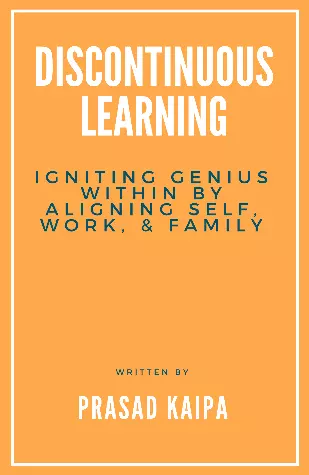 DISCONTINUOUS
LEARNING
IGNITING GENIUS
WITHIN BY
ALIGNING SELF,
WORK, & FAMILY
WRITTEN BY
PRASAD KAIPA